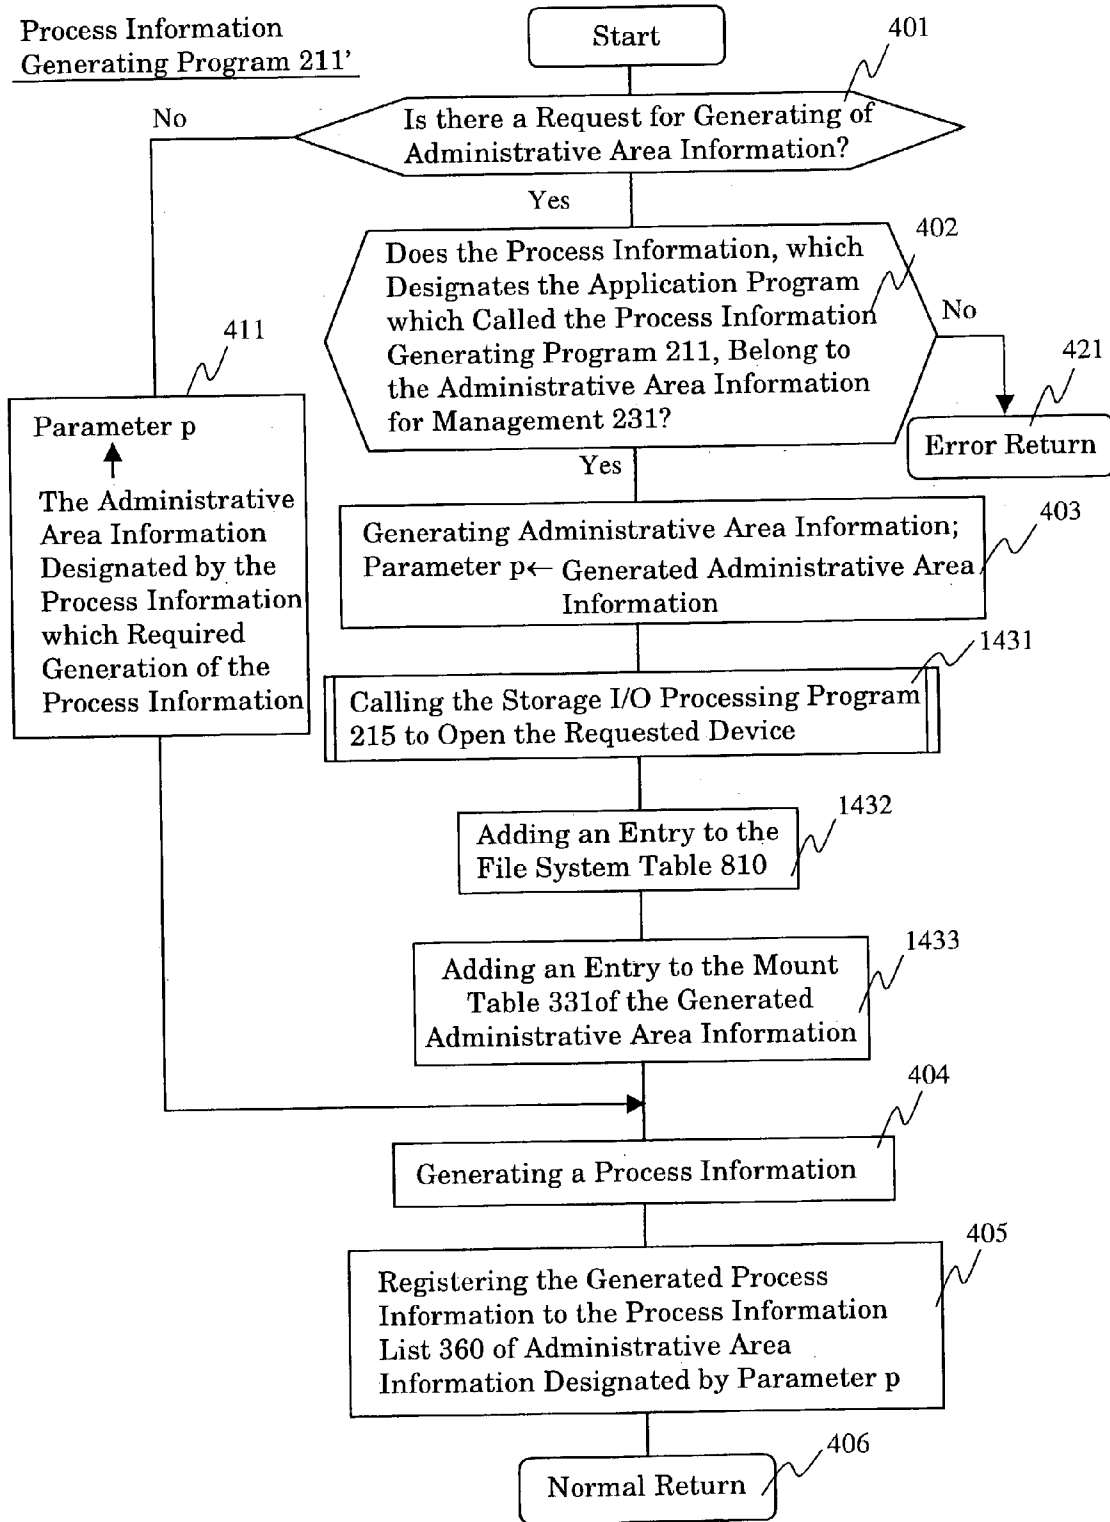 Process Information
Generating Program 211’
Start
401
Is there a Request for Generating of
Administrative Area Information?
No
Yes
402
Does the Process Information, which
Designates the Application Program
which Called the Process Information
Generating Program 211, Belong to
the Administrative Area Information
for Management 231?
No
421
Error Return
Yes
411
Parameter p
The Administrative
Area Information
Designated by the
Process Information
which Required
Generation of the
Process Information
403
Generating Administrative Area Information;
Parameter p← Generated Administrative Area
Information
1431
Calling the Storage I/O Processing Program
215 to Open the Requested Device
1432
Adding an Entry to the
File System Table 810
1433
Adding an Entry to the Mount
Table 331of the Generated
Administrative Area Information
404
Generating a Process Information
405
Registering the Generated Process
Information to the Process Information
List 360 of Administrative Area
Information Designated by Parameter p
406
Normal Return